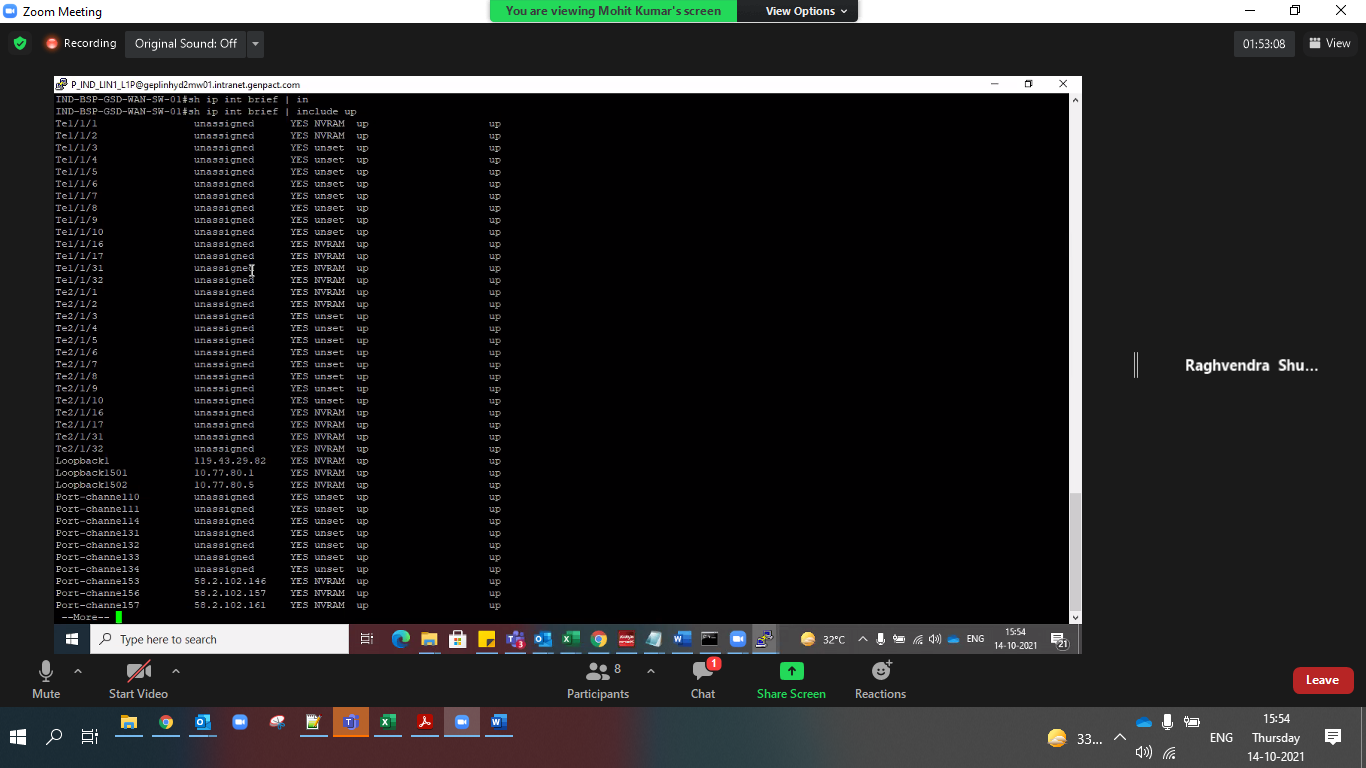 Zoom Meeting
You are viewing Mohit Kumar's screen
View Options
Recording
Original Sound: Off
01:53:08
View
P_IND_LIN1_L1P@geplinhyd2mw01.intranet.genpact.com
IND-BSP-GSD-WAN-SW-01#sh ip int brief | in
IND-BSP-GSD-WAN-SW-01#sh ip int brief | include up
Te1/1/1 unassigned YES NVRAM up up
Te1/1/2 unassigned YES NVRAM up up
Te1/1/3 unassigned YES unset up up
Te1/1/4 unassigned YES unset up up
Te1/1/5 unassigned YES unset up up
Te1/1/6 unassigned YES unset up up
Te1/1/7 unassigned YES unset up up
Te1/1/8 unassigned YES unset up up
Te1/1/9 unassigned YES unset up up
Te1/1/10 unassigned YES unset up up
Te1/1/16 unassigned YES NVRAM up up
Te1/1/17 unassigned YES NVRAM up up
Te1/1/31 unassigned YES NVRAM up up
Te1/1/32 unassigned YES NVRAM up up
Te2/1/1 unassigned YES NVRAM up up
Te2/1/2 unassigned YES NVRAM up up
Te2/1/3 unassigned YES unset up up
Te2/1/4 unassigned YES unset up up
Te2/1/5 unassigned YES unset up up
Te2/1/6 unassigned YES unset up up
Te2/1/7 unassigned YES unset up up
Te2/1/8 unassigned YES unset up up
Te2/1/9 unassigned YES unset up up
Te2/1/10 unassigned YES unset up up
Te2/1/16 unassigned YES NVRAM up up
Te2/1/17 unassigned YES NVRAM up up
Te2/1/31 unassigned YES NVRAM up up
Te2/1/32 unassigned YES NVRAM up up
Loopback1 119.43.29.82 YES NVRAM up up
Loopback1501 10.77.80.1 YES NVRAM up up
Loopback1502 10.77.80.5 YES NVRAM up up
Port-channel10 unassigned YES unset up up
Port-channel11 unassigned YES unset up up
Port-channel14 unassigned YES unset up up
Port-channel31 unassigned YES unset up up
Port-channel32 unassigned YES unset up up
Port-channel33 unassigned YES unset up up
Port-channel34 unassigned YES unset up up
Port-channel53 58.2.102.146 YES NVRAM up up
Port-channel56 58.2.102.157 YES NVRAM up up
Port-channel57 58.2.102.161 YES NVRAM up up
--More--
Raghvendra Shu...
Type here to search
3
32°C
ENG
15:54
14-10-2021
21
Mute
Start Video
8
Participants
1
Chat
Share Screen
Reactions
Leave
33...
ENG
15:54
Thursday
14-10-2021